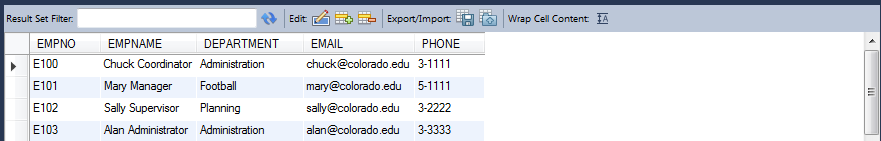 Result Set Filter: Edit: Export/Import: Wrap Cell Content: IA
EMPNO EMPNAME DEPARTMENT EMAIL PHONE
E100 Chuck Coordinator Administration chuck@colorado.edu 3-1111
E101 Mary Manager Football mary@colorado.edu 5-1111
E102 Sally Supervisor Planning sally@colorado.edu 3-2222
E103 Alan Administrator Administration alan@colorado.edu 3-3333